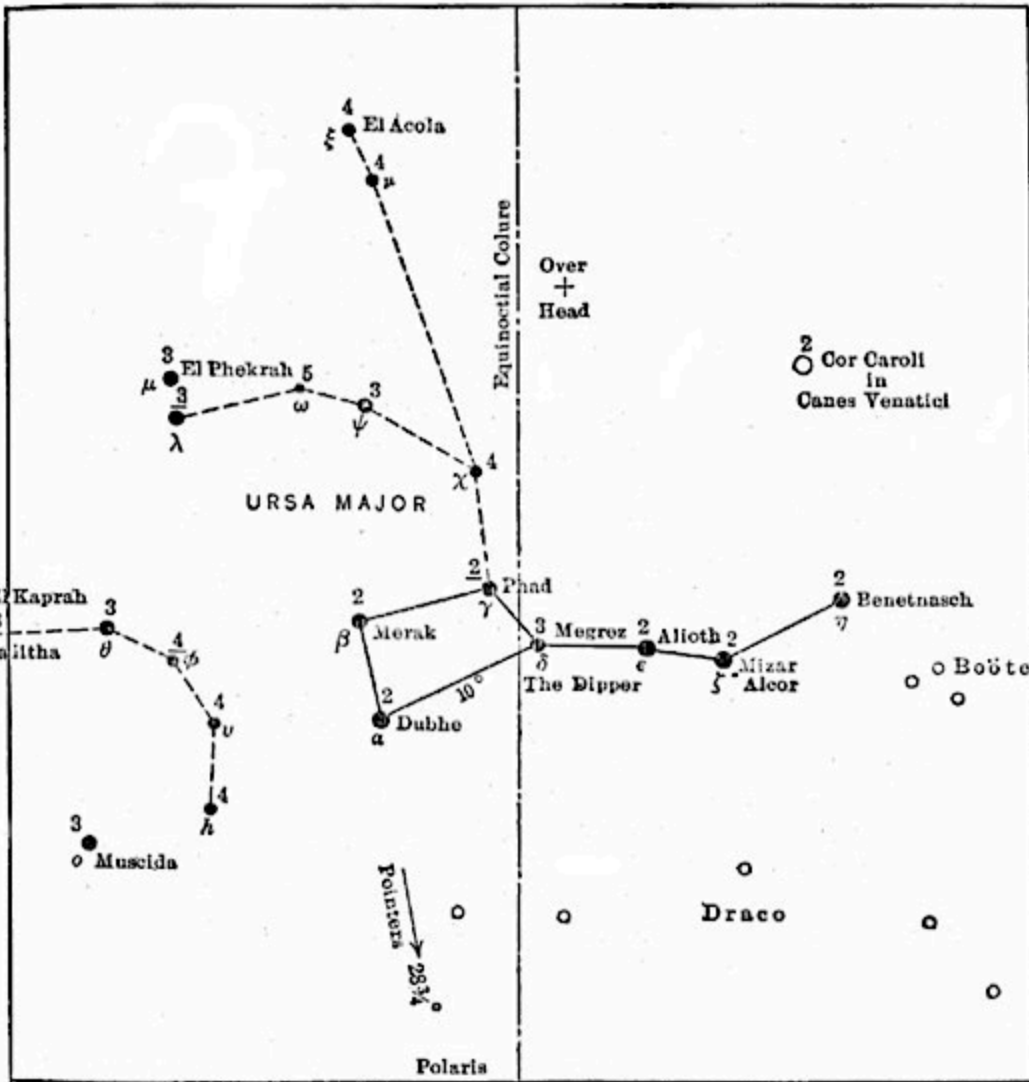 4
ξ El Acola
4
μ
Equinoctial Colure
Over
+
Head
3
μ El Phekrah
3
λ
5
ω
3
ψ
2
Cor Caroli
in
Canes Venatici
4
χ
URSA MAJOR
2
Phad
γ
2
Merak
β
Kaprah
alitha
3
θ
4
φ
4
υ
4
h
3
ο Muscida
2
Dubhe
α
10°
3
Megrez
δ
The Dipper
2
Alioth
ε
2
Mizar
ζ Alcor
2
Benetnasch
η
Boöte
Pointers
28¾°
Draco
Polaris